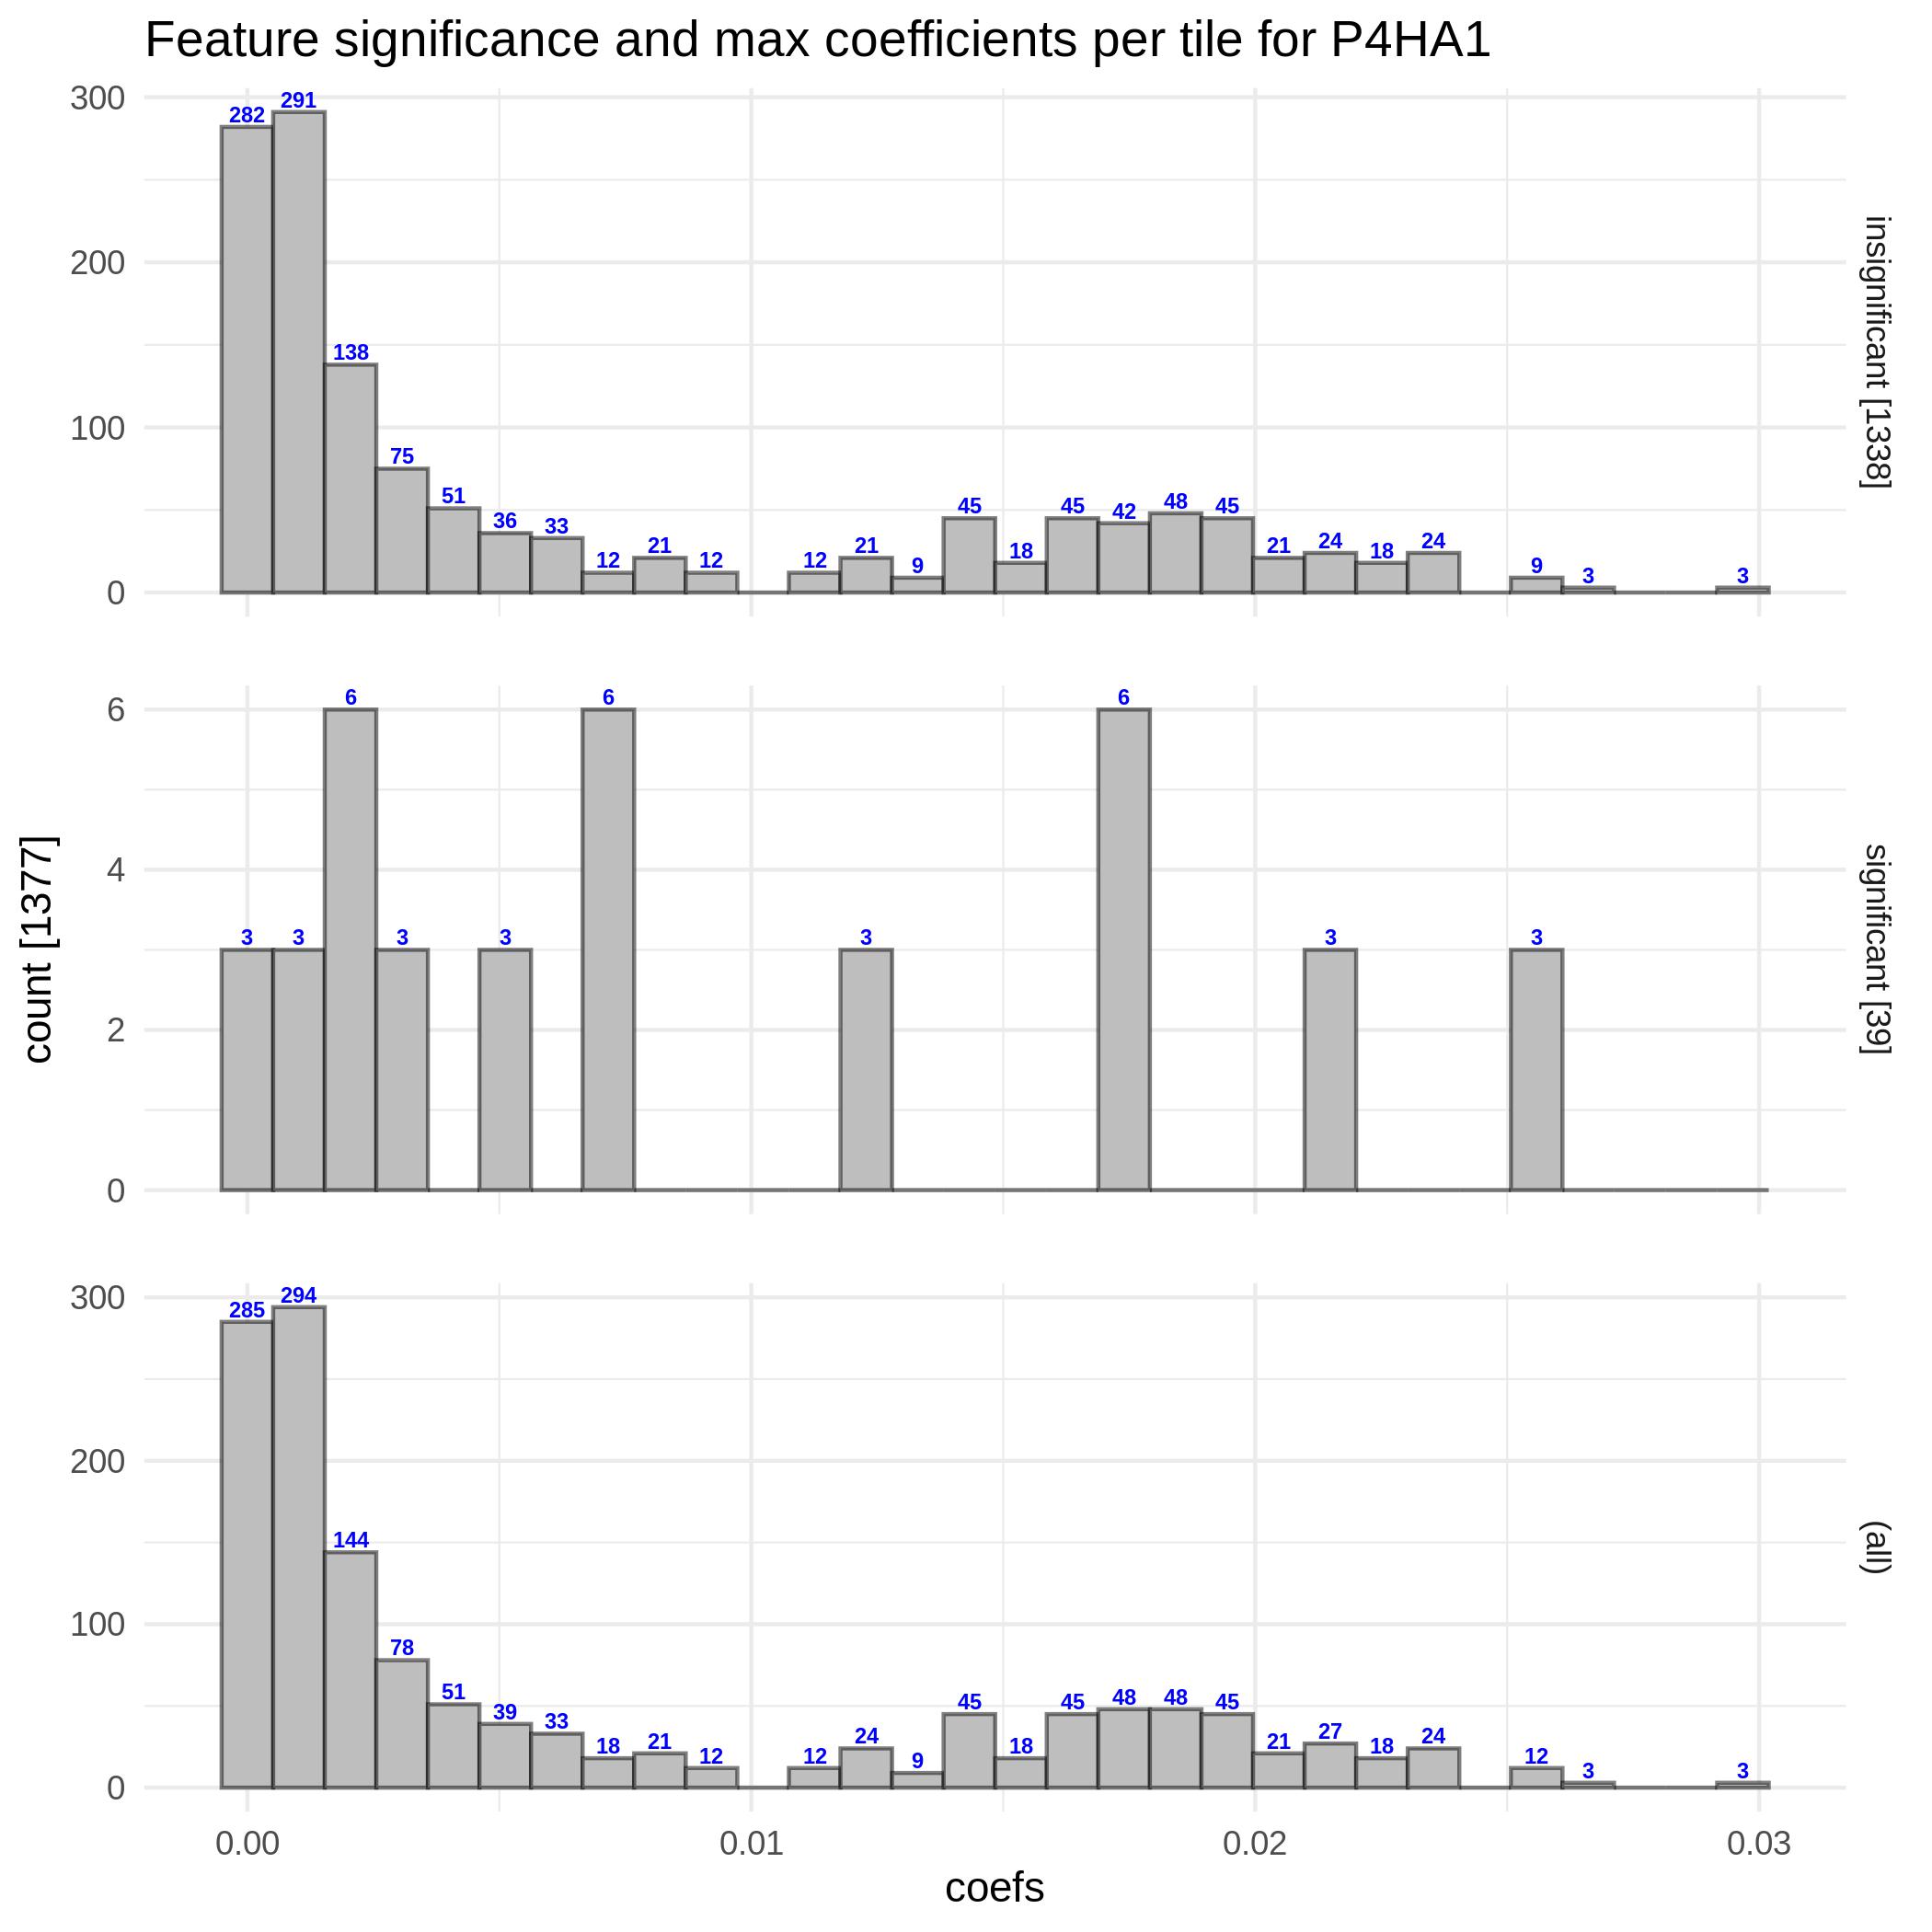 Feature significance and max coefficients per tile for P4HA1
300
200
100
0
282 291 138 75 51 36 33 12 21 12 12 21 9 45 18 45 42 48 45 21 24 18 24 9 3 3
insignificant [1338]
count [1377]
6
4
2
0
3 3 6 3 3 6 3 6 3 3
significant [39]
300
200
100
0
285 294 144 78 51 39 33 18 21 12 12 24 9 45 18 45 48 48 45 21 27 18 24 12 3 3
(all)
0.00 0.01 0.02 0.03
coefs